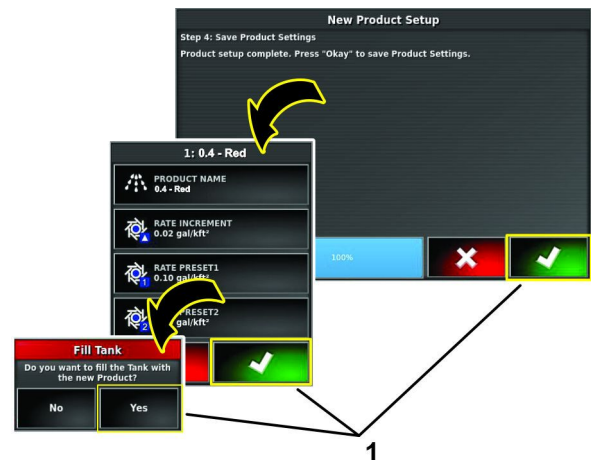 New Product Setup
Step 4: Save Product Settings
Product setup complete. Press "Okay" to save Product Settings.
1: 0.4 - Red
PRODUCT NAME
0.4 - Red
RATE INCREMENT
0.02 gal/kft²
RATE PRESET1
0.10 gal/kft²
1
PRESET2
2
gal/kft²
100%
Fill Tank
Do you want to fill the Tank with
the new Product?
No
Yes
1